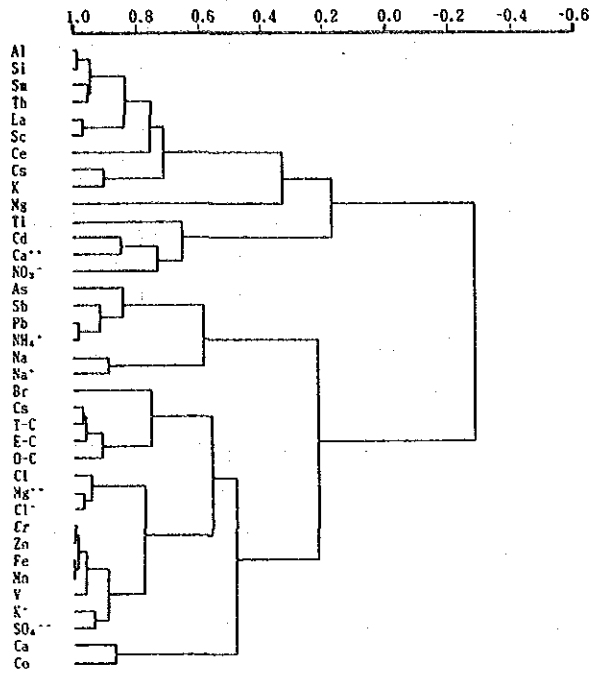 1.0 0.8 0.6 0.4 0.2 -0.2 -0.4 -0.6
Al
Si
Sm
Th
La
Sc
Ce
Cs
K
Mg
Ti
Cd
Ca⁺⁺
NO₃⁻
As
Sb
Pb
NH₄⁺
Na
Na⁺
Br
Cs
T-C
E-C
O-C
Cl
Mg⁺⁺
Cl⁻
Cr
Zn
Fe
Mn
V
K⁺
SO₄⁻⁻
Ca
Co